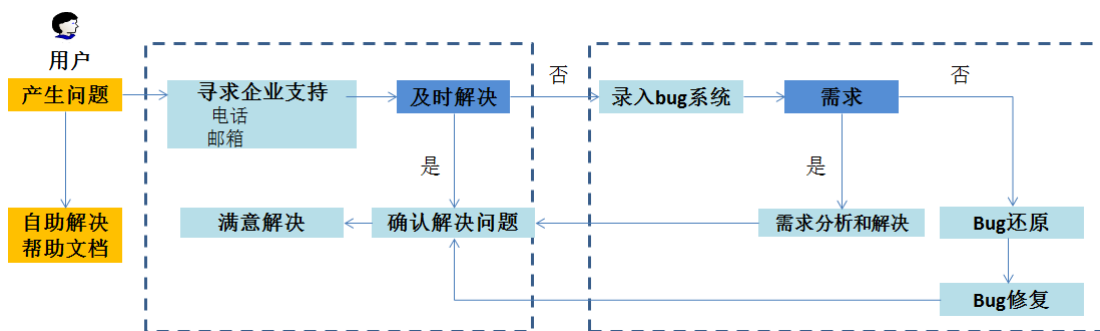 用户
产生问题
寻求企业支持
电话
邮箱
及时解决
否
录入bug系统
需求
否
是
是
自助解决
帮助文档
满意解决
确认解决问题
需求分析和解决
Bug还原
Bug修复